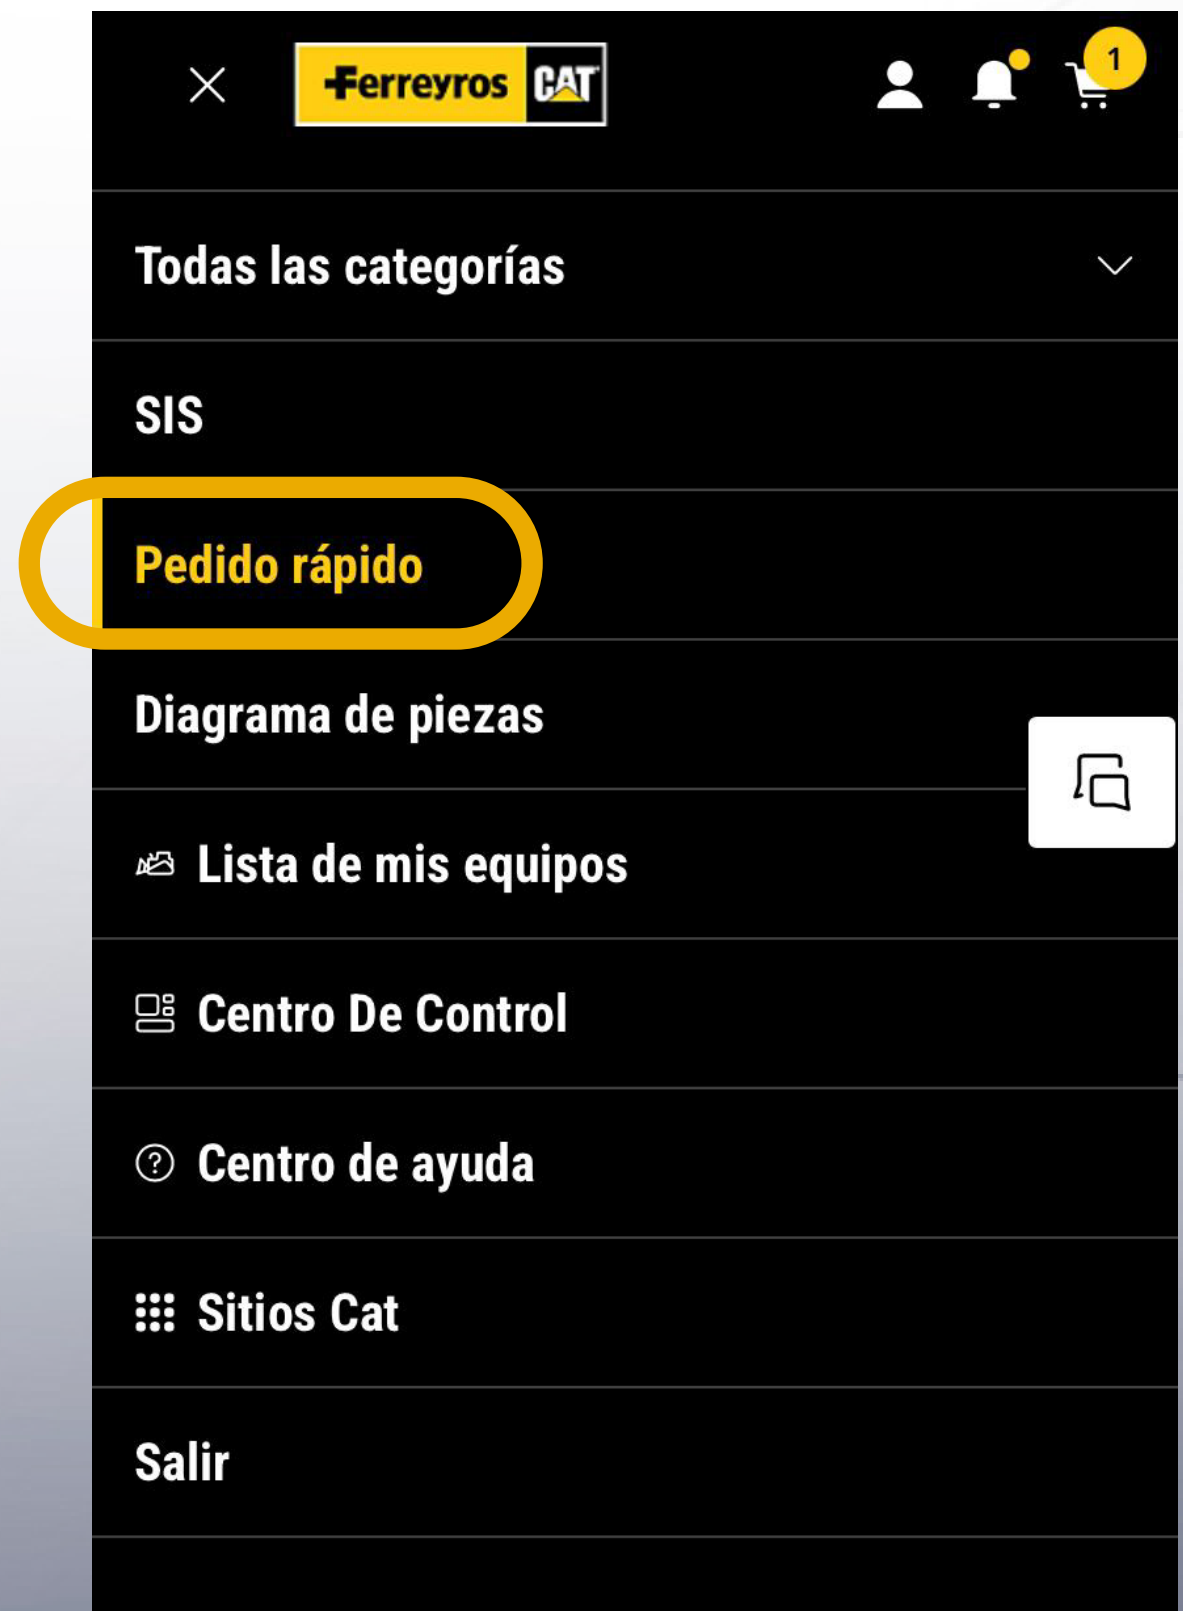 Ferreyros CAT
1
Todas las categorías
SIS
Pedido rápido
Diagrama de piezas
Lista de mis equipos
Centro De Control
? Centro de ayuda
Sitios Cat
Salir